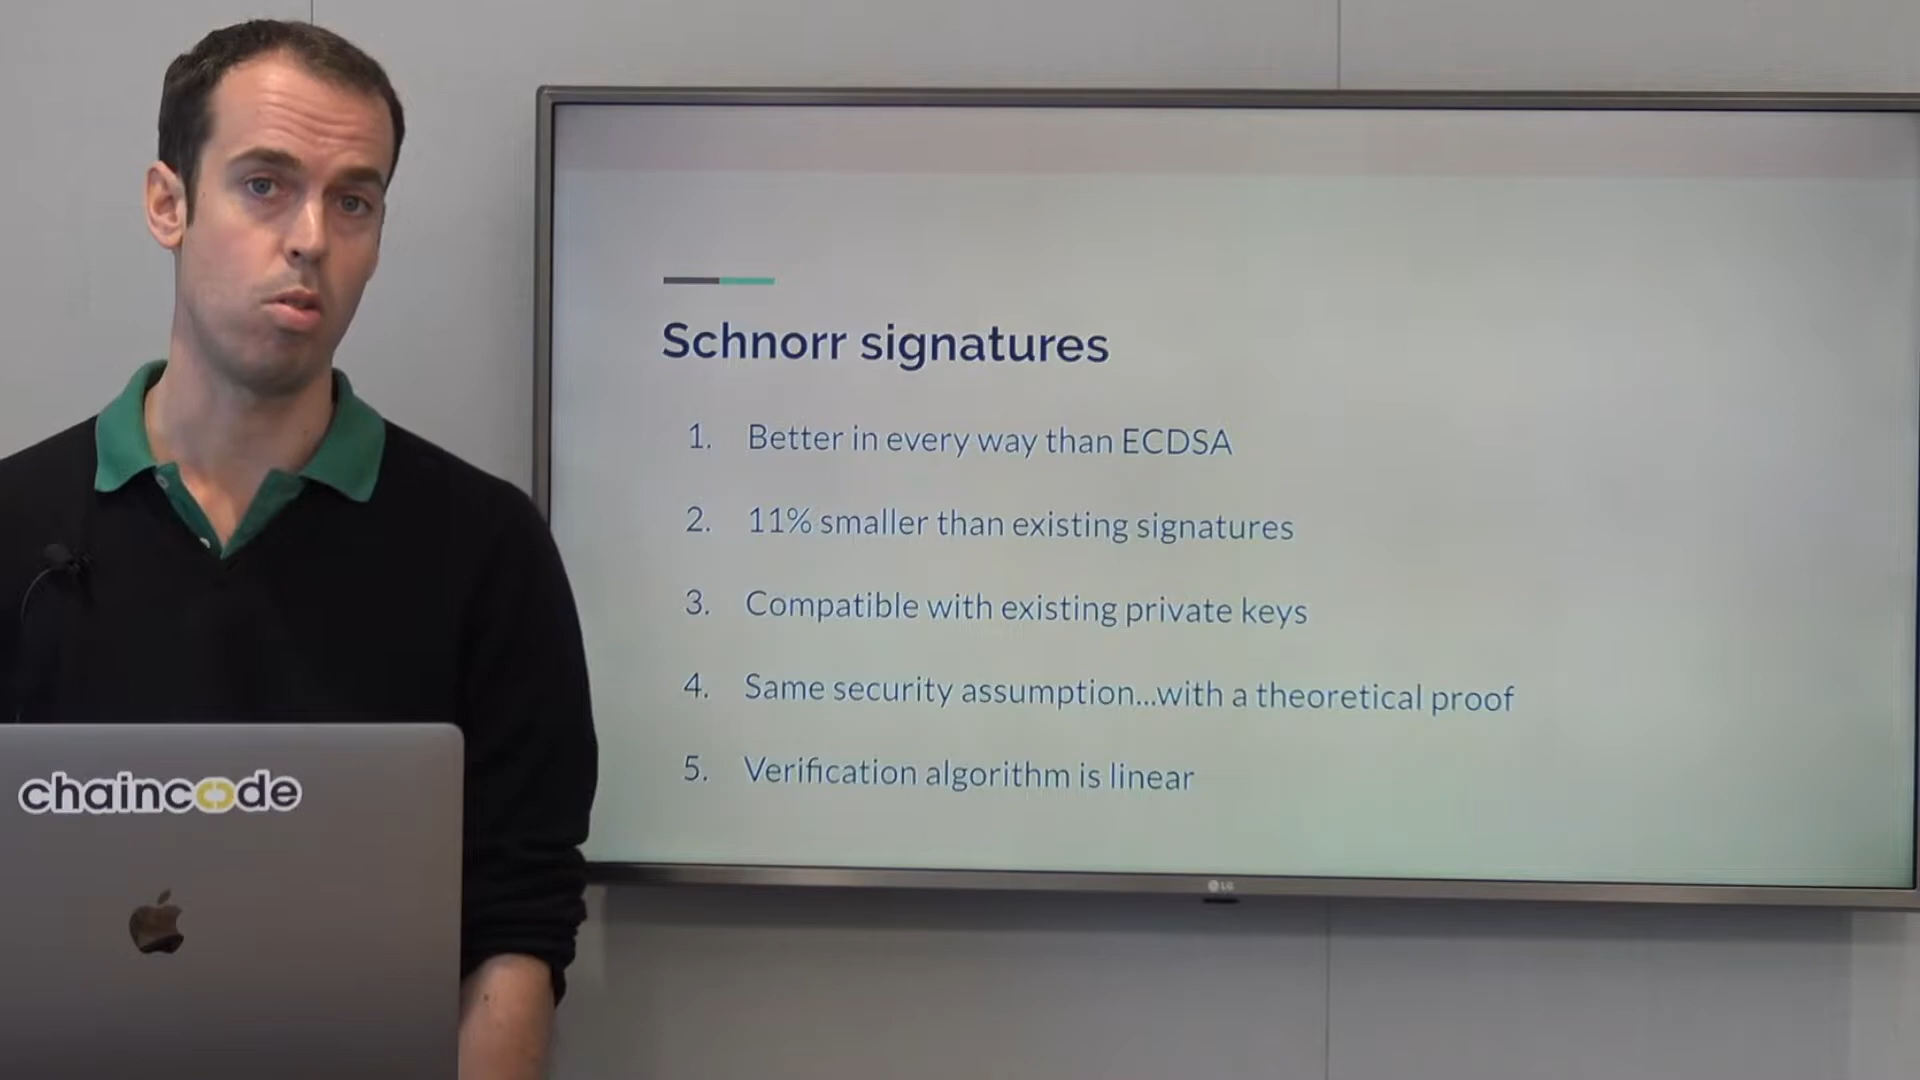 Schnorr signatures
1. Better in every way than ECDSA
2. 11% smaller than existing signatures
3. Compatible with existing private keys
4. Same security assumption...with a theoretical proof
5. Verification algorithm is linear
chaincode
LG